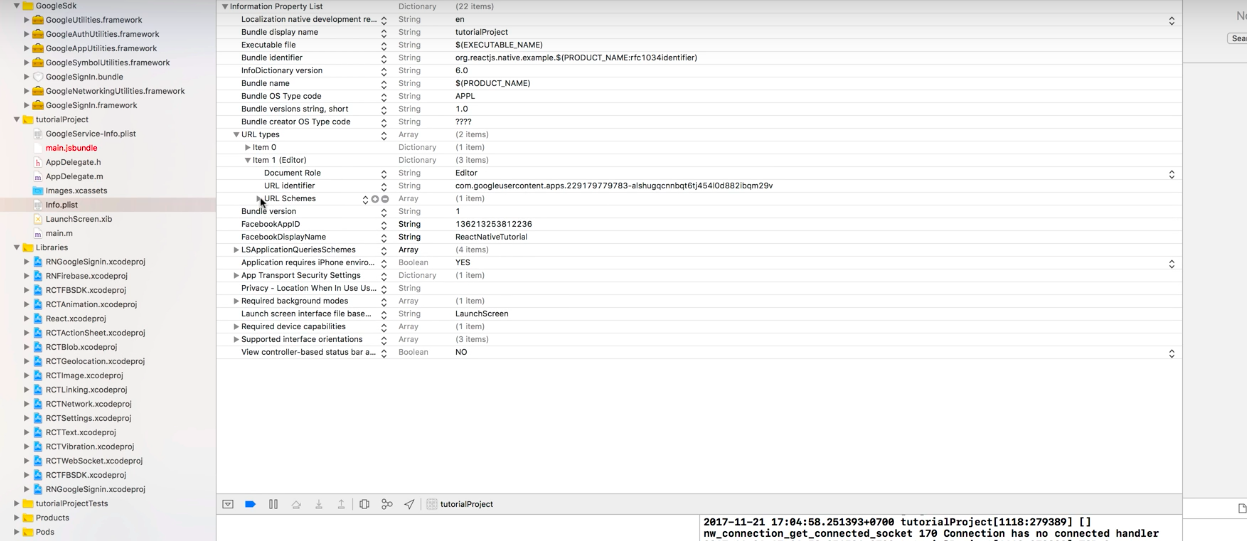 GoogleSdk
GoogleUtilities.framework
GoogleAuthUtilities.framework
GoogleAppUtilities.framework
GoogleSymbolUtilities.framework
GoogleSignIn.bundle
GoogleNetworkingUtilities.framework
GoogleSignIn.framework
tutorialProject
GoogleService-Info.plist
main.jsbundle
AppDelegate.h
AppDelegate.m
Images.xcassets
Info.plist
LaunchScreen.xib
main.m
Libraries
RNGoogleSignin.xcodeproj
RNFirebase.xcodeproj
RCTFBSDK.xcodeproj
RCTAnimation.xcodeproj
React.xcodeproj
RCTActionSheet.xcodeproj
RCTBlob.xcodeproj
RCTGeolocation.xcodeproj
RCTImage.xcodeproj
RCTLinking.xcodeproj
RCTNetwork.xcodeproj
RCTSettings.xcodeproj
RCTText.xcodeproj
RCTVibration.xcodeproj
RCTWebSocket.xcodeproj
RCTFBSDK.xcodeproj
RNGoogleSignin.xcodeproj
tutorialProjectTests
Products
Pods
Information Property List Dictionary (22 items)
Localization native development re... String en
Bundle display name String tutorialProject
Executable file String $(EXECUTABLE_NAME)
Bundle identifier String org.reactjs.native.example.$(PRODUCT_NAME:rfc1034identifier)
InfoDictionary version String 6.0
Bundle name String $(PRODUCT_NAME)
Bundle OS Type code String APPL
Bundle versions string, short String 1.0
Bundle creator OS Type code String ????
URL types Array (2 items)
Item 0 Dictionary (1 item)
Item 1 (Editor) Dictionary (3 items)
Document Role String Editor
URL identifier String
URL Schemes Array (1 item)
Bundle version String 1
FacebookAppID String 136213253812236
FacebookDisplayName String ReactNativeTutorial
LSApplicationQueriesSchemes Array (4 items)
Application requires iPhone enviro... Boolean YES
App Transport Security Settings Dictionary (1 item)
Privacy - Location When In Use Us... String
Required background modes Array (1 item)
Launch screen interface file base... String LaunchScreen
Required device capabilities Array (1 item)
Supported interface orientations Array (3 items)
View controller-based status bar a... Boolean NO
tutorialProject
2017-11-21 17:04:58.251393+0700 tutorialProject[1118:279389] []
nw_connection_get_connected_socket 170 Connection has no connected handler